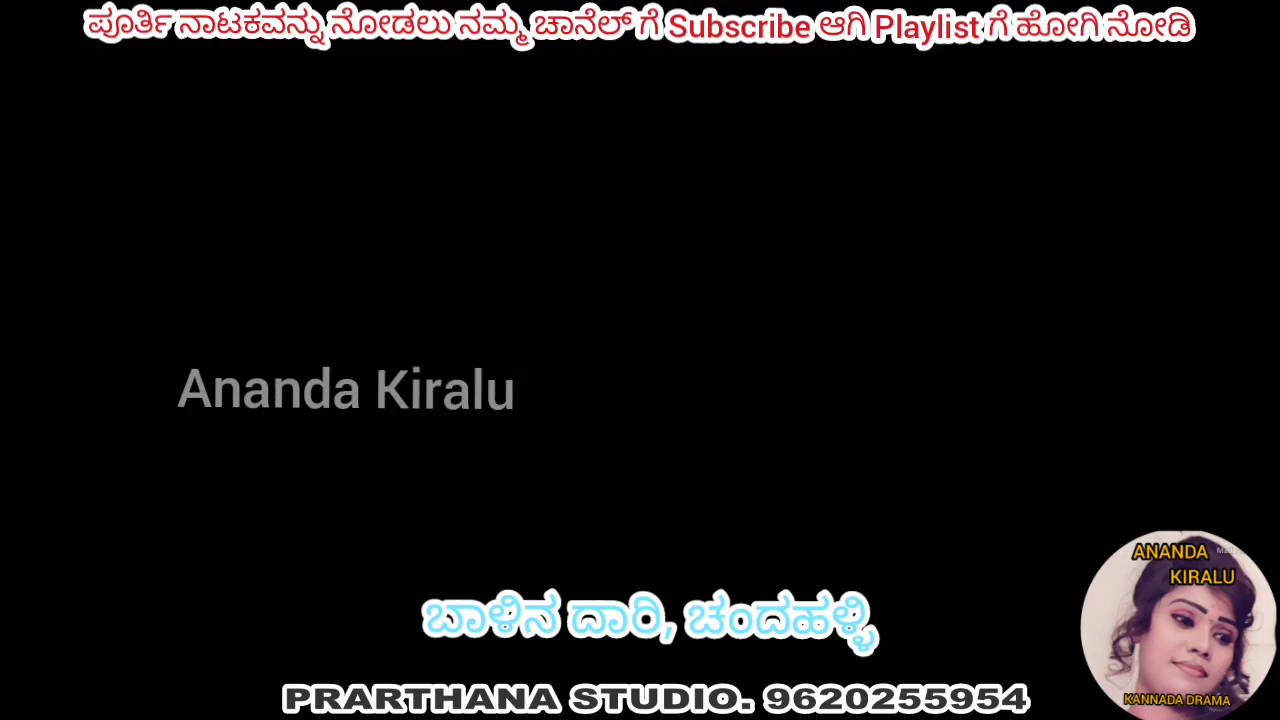 ಪೂರ್ತಿ ನಾಟಕವನ್ನು ನೋಡಲು ನಮ್ಮ ಚಾನೆಲ್ ಗೆ Subscribe ಆಗಿ Playlist ಗೆ ಹೋಗಿ ನೋಡಿ
Ananda Kiralu
ANANDA
KIRALU
ಬಾಳಿನ ದಾರಿ, ಚಂದಹಳ್ಳಿ
KANNADA DRAMA
PRARTHANA STUDIO. 9620255954